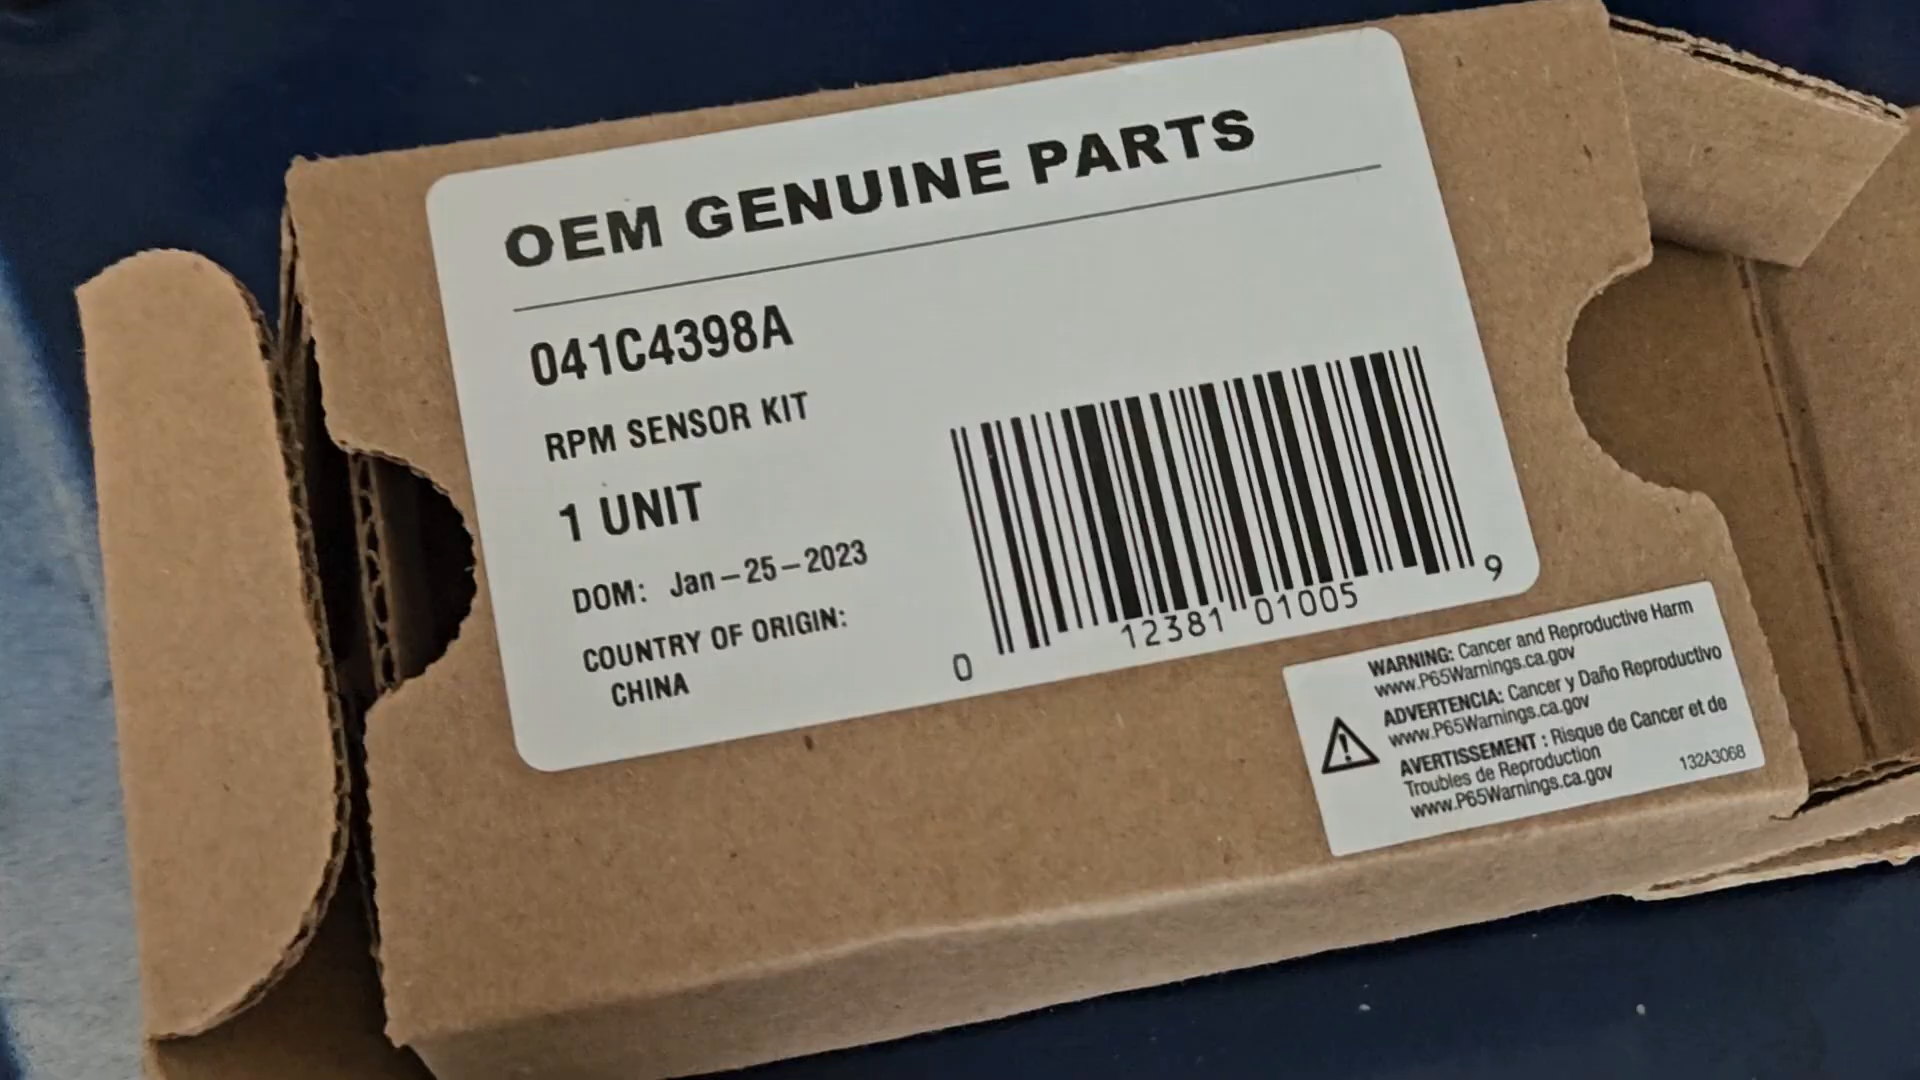 OEM GENUINE PARTS
041C4398A
RPM SENSOR KIT
1 UNIT
DOM: Jan-25-2023
COUNTRY OF ORIGIN:
CHINA
0 12381 01005 9
WARNING: Cancer and Reproductive Harm
www.P65Warnings.ca.gov
ADVERTENCIA: Cancer y Daño Reproductivo
www.P65Warnings.ca.gov
AVERTISSEMENT : Risque de Cancer et de
Troubles de Reproduction
www.P65Warnings.ca.gov
132A3068